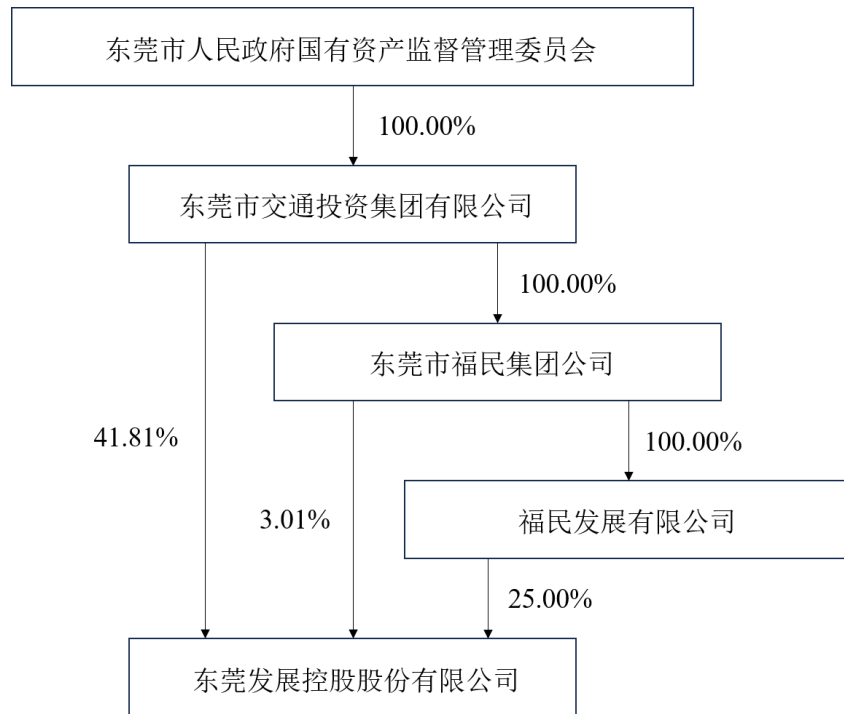 东莞市人民政府国有资产监督管理委员会
100.00%
东莞市交通投资集团有限公司
100.00%
东莞市福民集团公司
41.81%
3.01%
100.00%
福民发展有限公司
25.00%
东莞发展控股股份有限公司